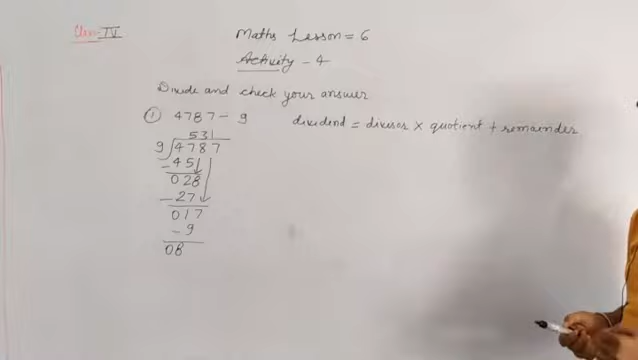 Class-IV
Maths Lesson = 6
Activity - 4
Divide and check your answer
① 4787 - 9
dividend = divisor × quotient + remainder
531
9 4787
- 45
028
- 27
017
- 9
08